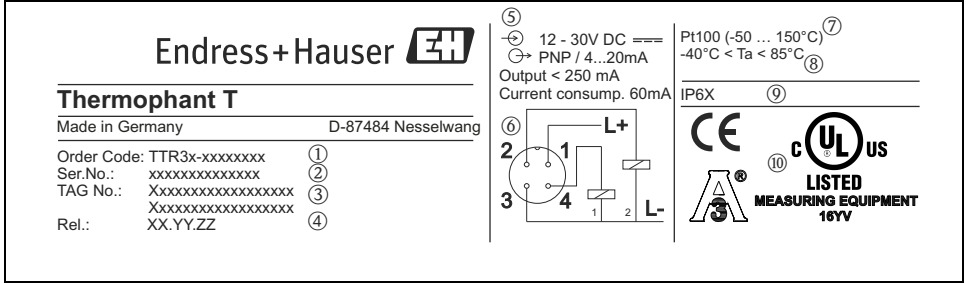 Endress+Hauser EH
Thermophant T
Made in Germany D-87484 Nesselwang
Order Code: TTR3x-xxxxxxxx ①
Ser.No.: xxxxxxxxxxxxxx ②
TAG No.: Xxxxxxxxxxxxxxxxxx ③
Xxxxxxxxxxxxxxxxxx
Rel.: XX.YY.ZZ ④
⑤
12 - 30V DC
PNP / 4...20mA
Output < 250 mA
Current consump. 60mA
⑥
L+
2 1
3 4
1 2 L-
Pt100 (-50 ... 150°C) ⑦
-40°C < Ta < 85°C ⑧
IP6X ⑨
CE
C UL US
®
⑩
LISTED
MEASURING EQUIPMENT
16YV
A 3 ®